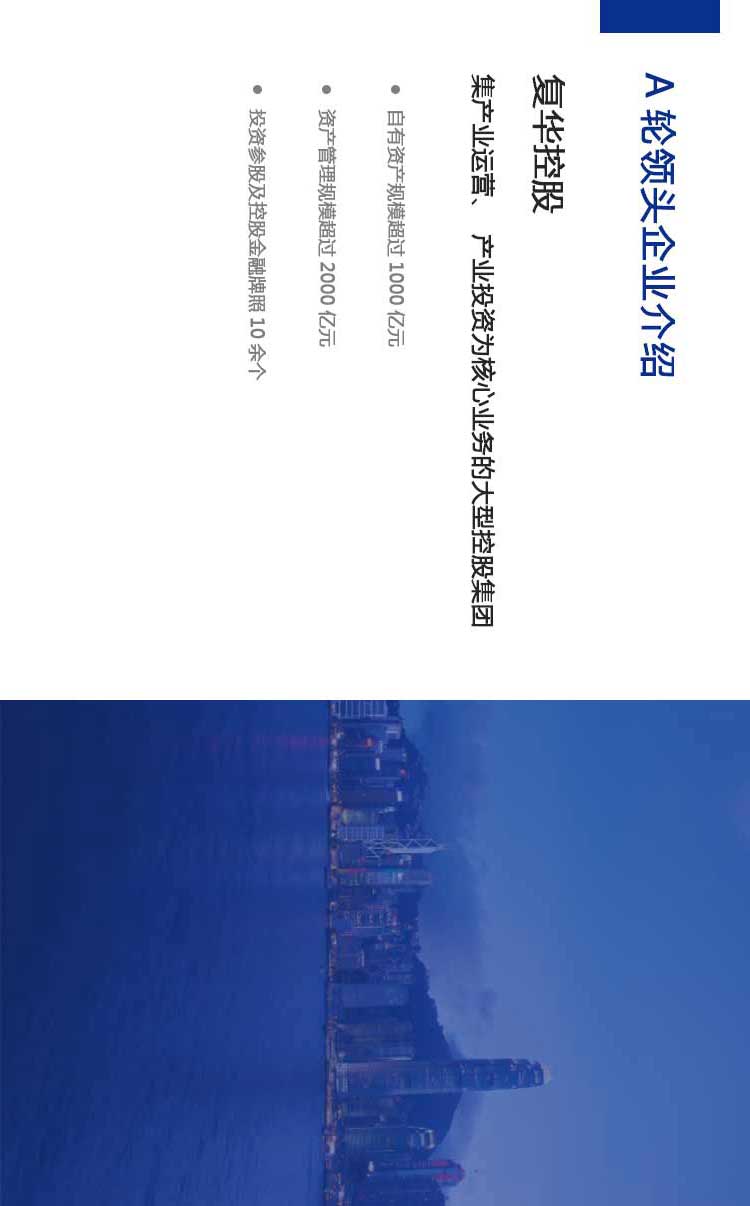 A 轮领头企业介绍
复华控股
集产业运营、 产业投资为核心业务的大型控股集团
● 自有资产规模超过 1000 亿元
● 资产管理规模超过 2000 亿元
● 投资参股及控股金融牌照 10 余个